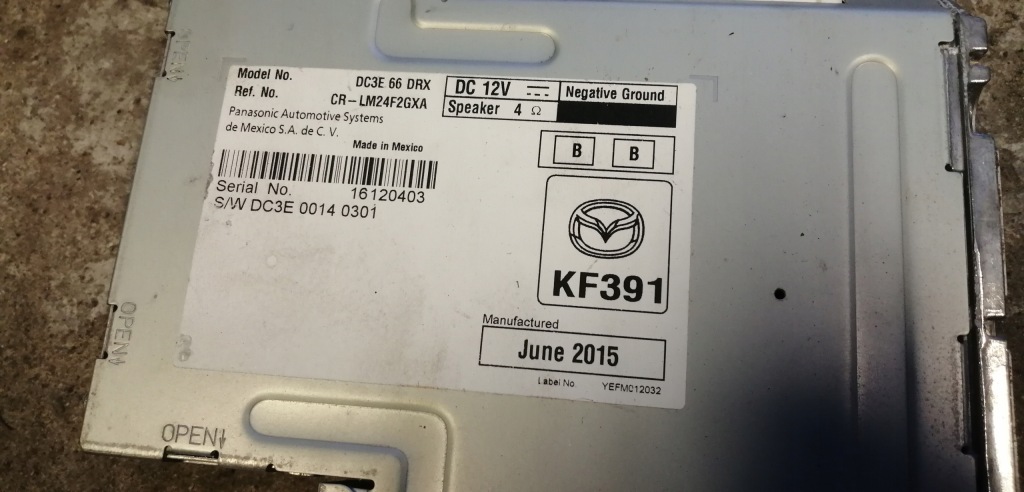 Model No. DC3E 66 DRX
Ref. No. CR-LM24F2GXA
Panasonic Automotive Systems
de Mexico S.A. de C. V.
Made in Mexico
Serial No. 16120403
S/W DC3E 0014 0301
DC 12V
Negative Ground
Speaker 4 Ω
B B
KF391
Manufactured
June 2015
Label No. YEFM012032
OPEN
OPEN